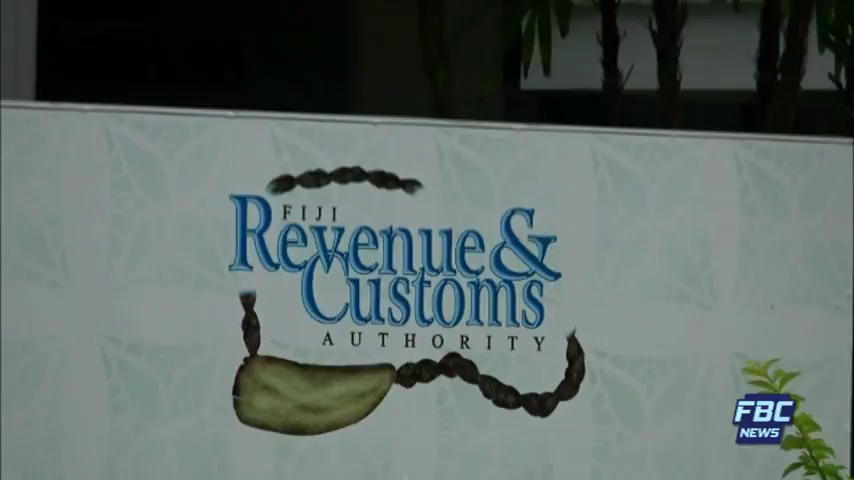 FIJI
Revenue &
Customs
AUTHORITY
FBC
NEWS